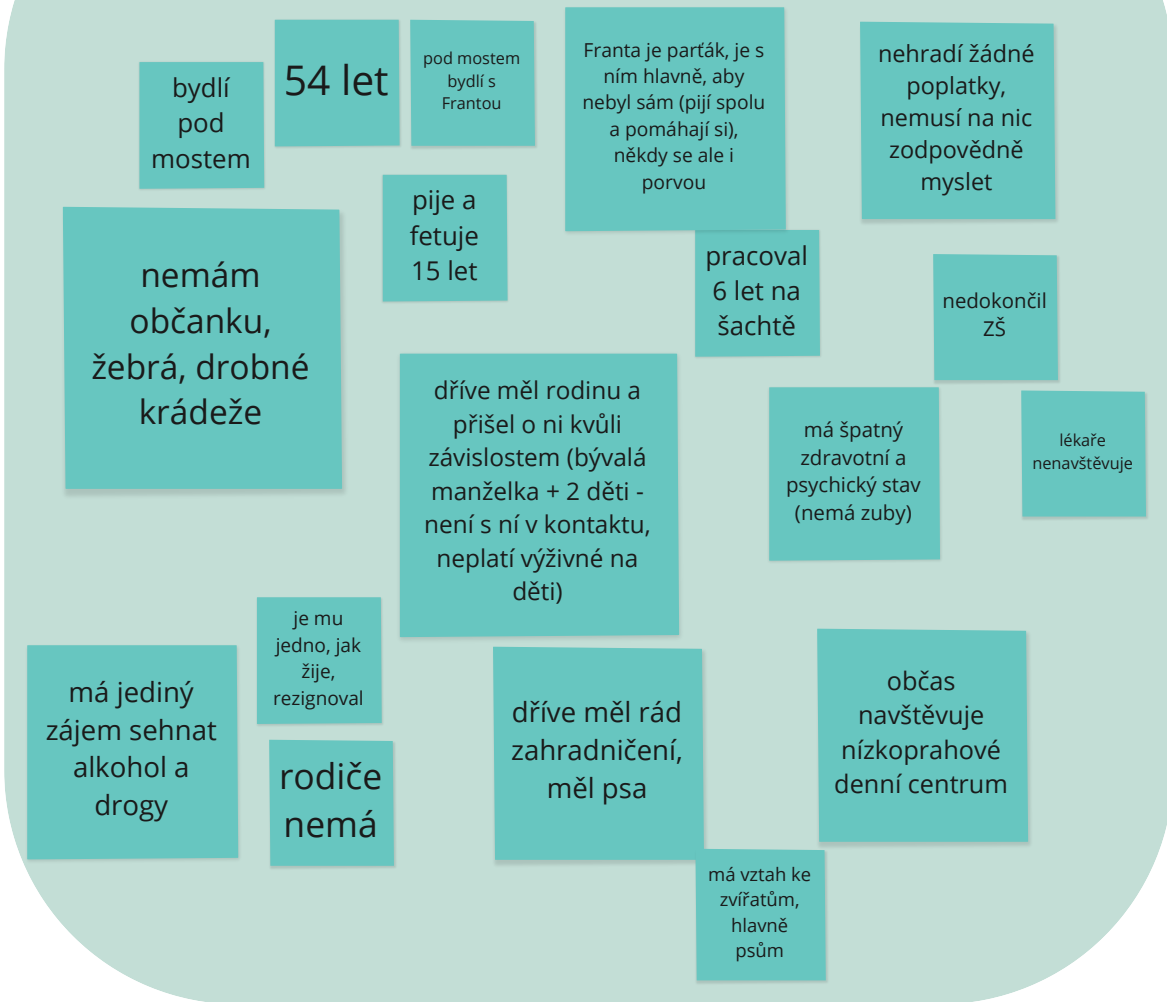 bydlí
pod
mostem
54 let
pod mostem
bydlí s
Frantou
Franta je parťák, je s
ním hlavně, aby
nebyl sám (pijí spolu
a pomáhají si),
někdy se ale i
porvou
nehradí žádné
poplatky,
nemusí na nic
zodpovědně
myslet
pije a
fetuje
15 let
nemám
občanku,
žebrá, drobné
krádeže
pracoval
6 let na
šachtě
nedokončil
ZŠ
dříve měl rodinu a
přišel o ni kvůli
závislostem (bývalá
manželka + 2 děti -
není s ní v kontaktu,
neplatí výživné na
děti)
má špatný
zdravotní a
psychický stav
(nemá zuby)
lékaře
nenavštěvuje
je mu
jedno, jak
žije,
rezignoval
má jediný
zájem sehnat
alkohol a
drogy
rodiče
nemá
dříve měl rád
zahradničení,
měl psa
občas
navštěvuje
nízkoprahové
denní centrum
má vztah ke
zvířatům,
hlavně
psům